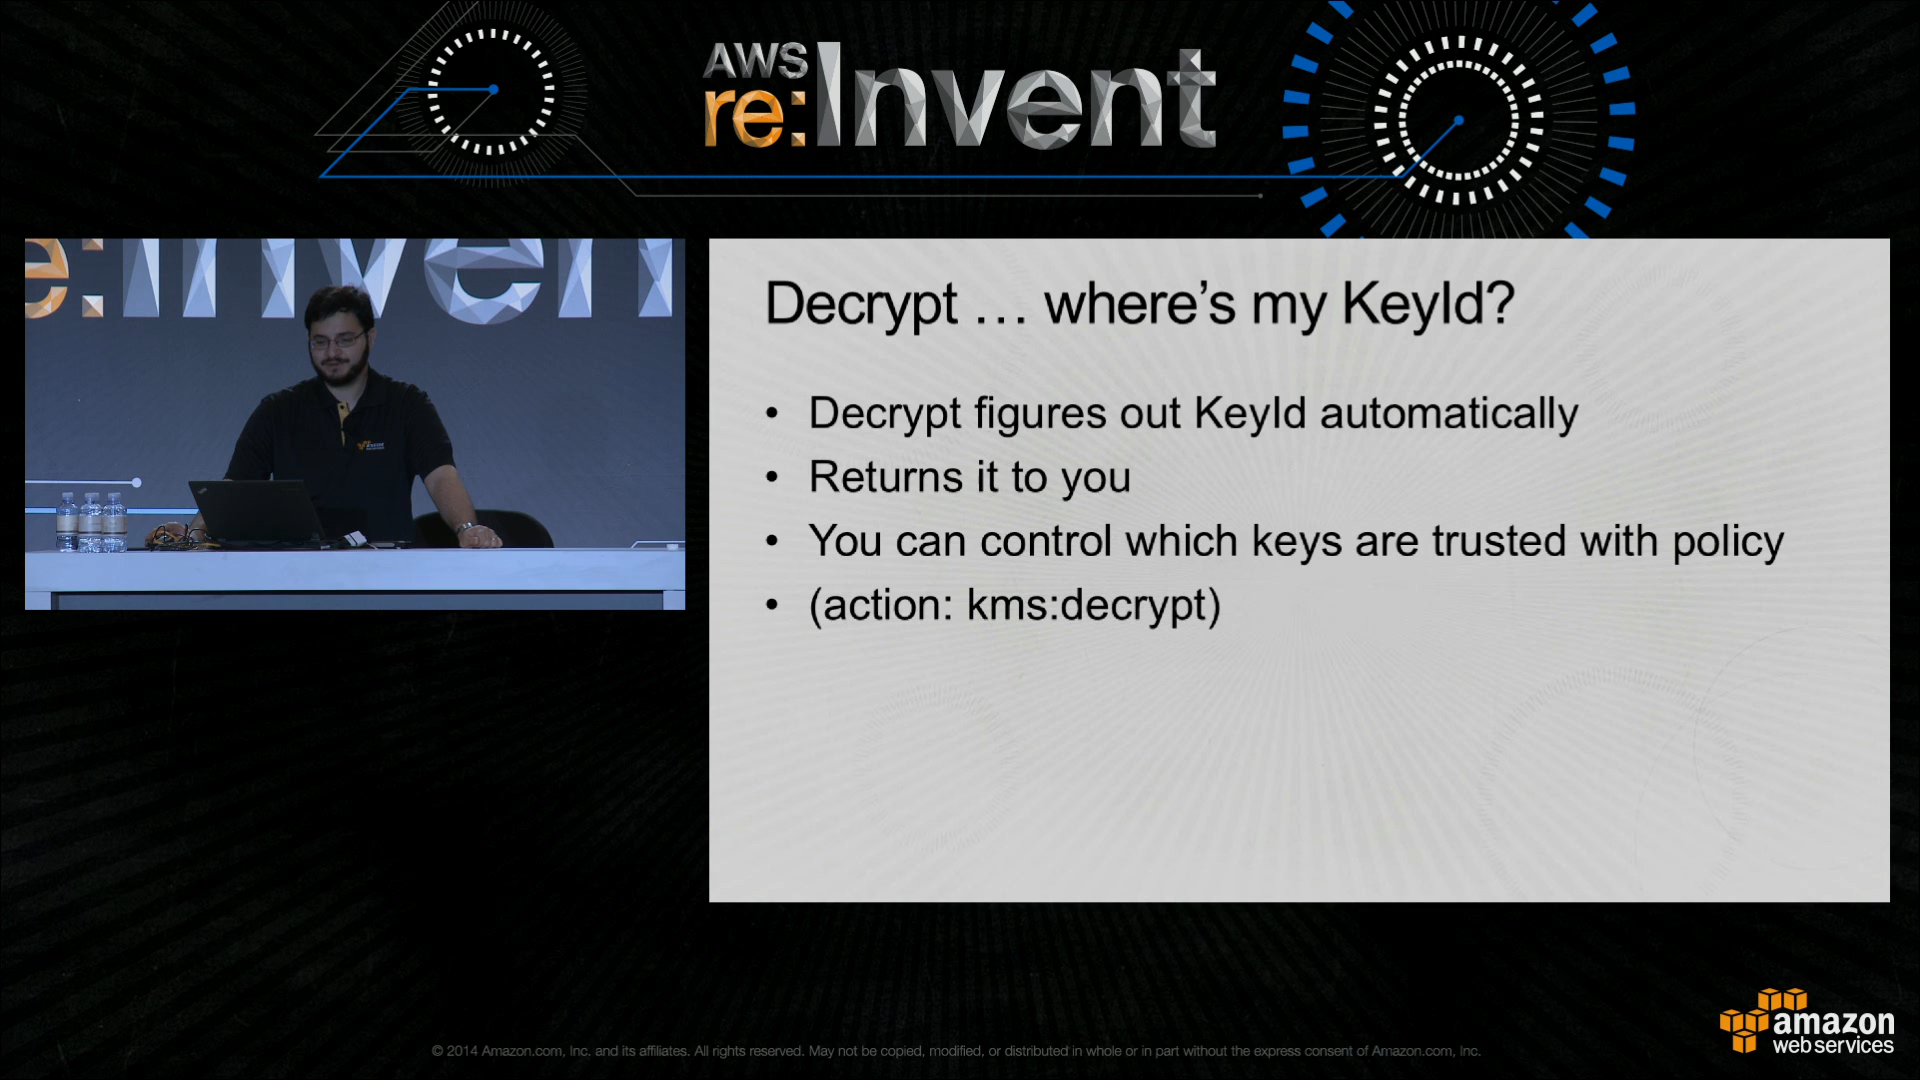 AWS
re:Invent
e:Inven
Decrypt … where’s my KeyId?
• Decrypt figures out KeyId automatically
• Returns it to you
• You can control which keys are trusted with policy
• (action: kms:decrypt)
amazon
web services
© 2014 Amazon.com, Inc. and its affiliates. All rights reserved. May not be copied, modified, or distributed in whole or in part without the express consent of Amazon.com, Inc.